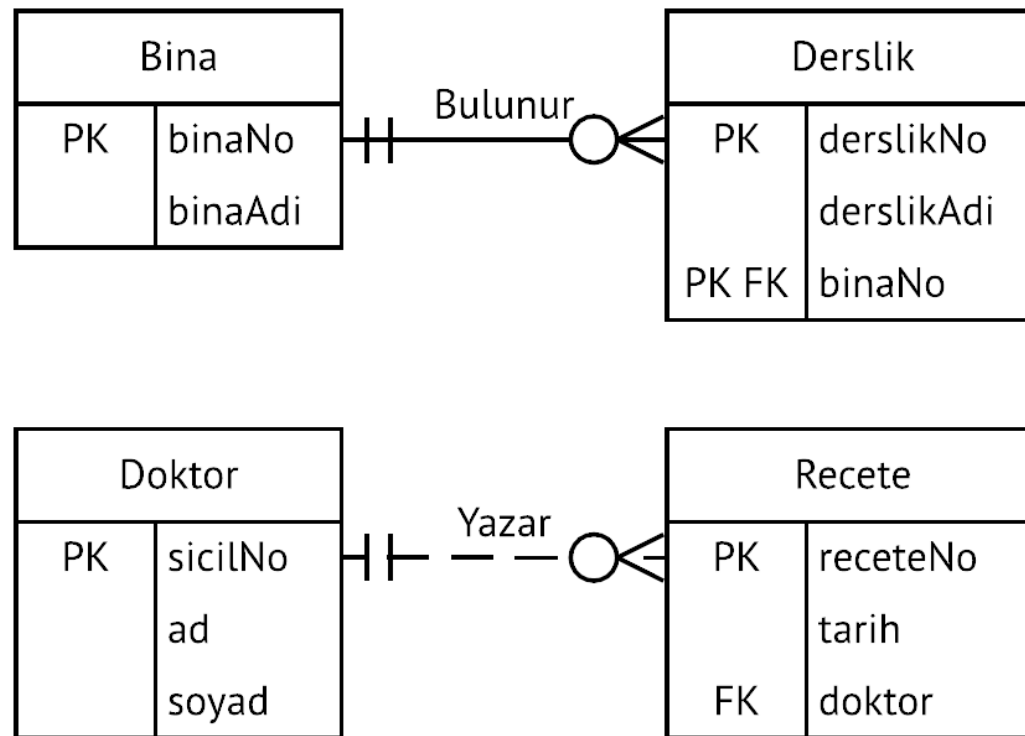 Bina
PK binaNo
binaAdi
Bulunur
Derslik
PK derslikNo
derslikAdi
PK FK binaNo
Doktor
PK sicilNo
ad
soyad
Yazar
Recete
PK receteNo
tarih
FK doktor